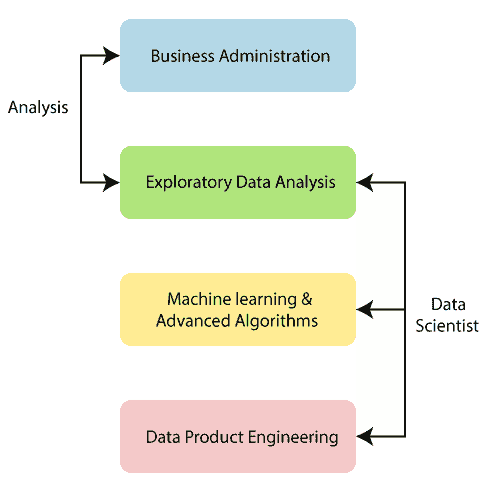 Business Administration
Analysis
Exploratory Data Analysis
Machine learning &
Advanced Algorithms
Data
Scientist
Data Product Engineering